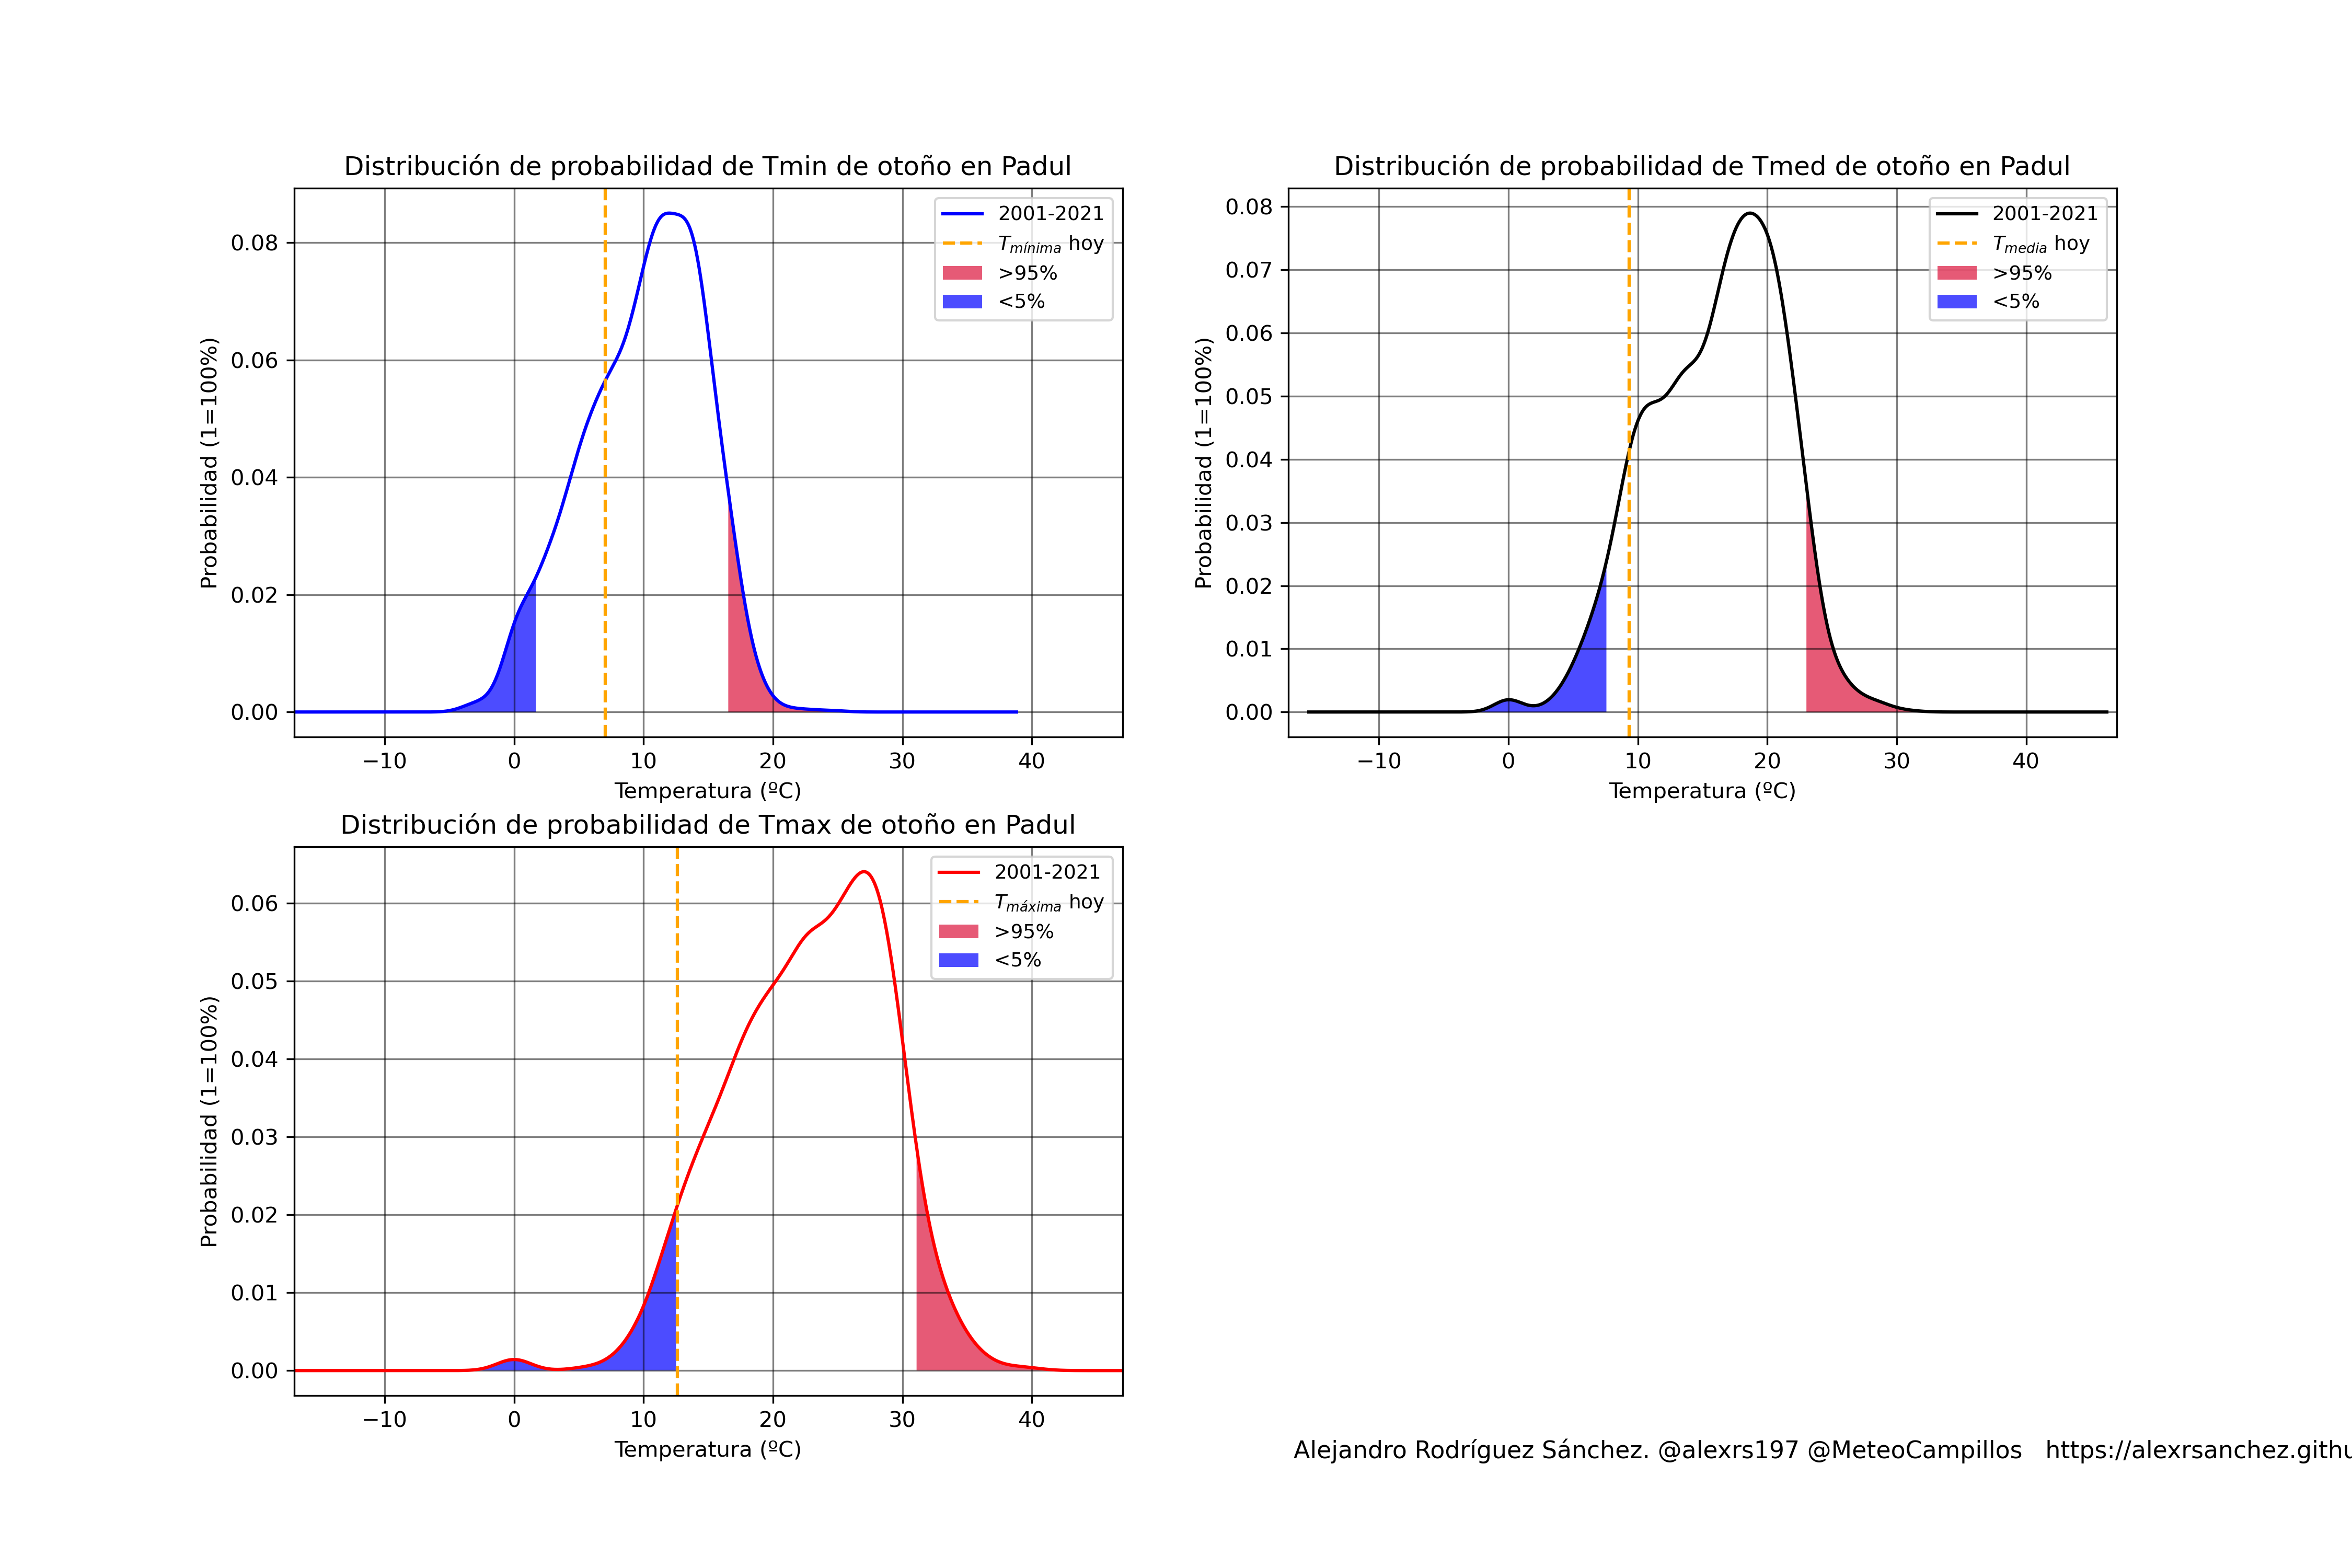 Distribución de probabilidad de Tmin de otoño en Padul
Probabilidad (1=100%)
0.08
0.06
0.04
0.02
0.00
2001-2021
Tmínima hoy
>95%
<5%
−10 0 10 20 30 40
Temperatura (ºC)
Distribución de probabilidad de Tmed de otoño en Padul
Probabilidad (1=100%)
0.08
0.07
0.06
0.05
0.04
0.03
0.02
0.01
0.00
2001-2021
Tmedia hoy
>95%
<5%
−10 0 10 20 30 40
Temperatura (ºC)
Distribución de probabilidad de Tmax de otoño en Padul
Probabilidad (1=100%)
0.06
0.05
0.04
0.03
0.02
0.01
0.00
2001-2021
Tmáxima hoy
>95%
<5%
−10 0 10 20 30 40
Temperatura (ºC)
Alejandro Rodríguez Sánchez. @alexrs197 @MeteoCampillos https://alexrsanchez.githu